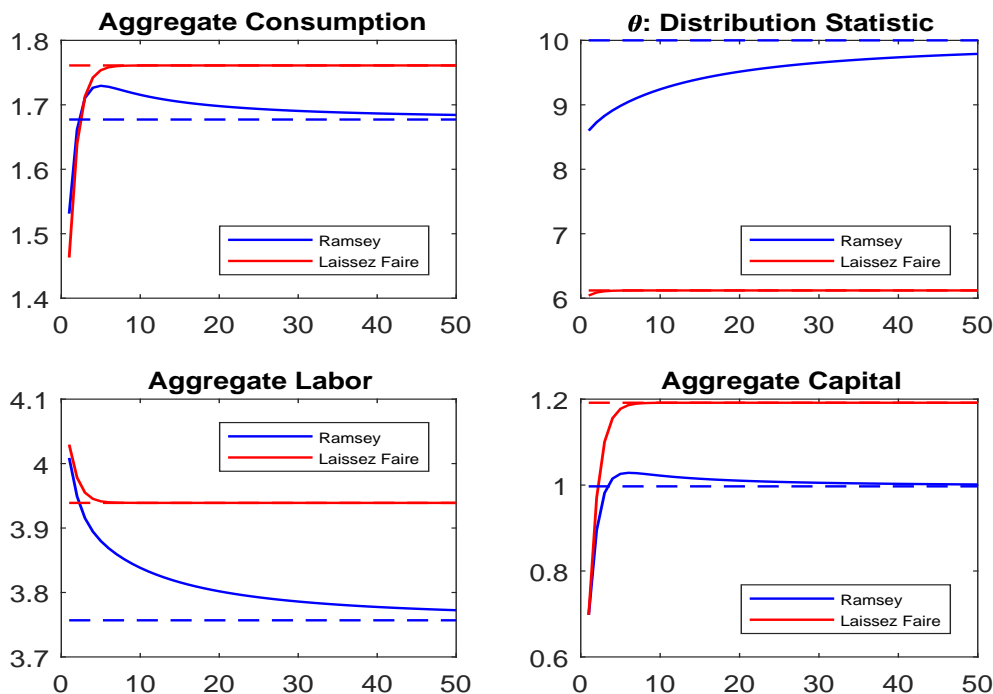 Aggregate Consumption
1.8
1.7
1.6
1.5
1.4
0 10 20 30 40 50
Ramsey
Laissez Faire
θ: Distribution Statistic
10
9
8
7
6
0 10 20 30 40 50
Ramsey
Laissez Faire
Aggregate Labor
4.1
4
3.9
3.8
3.7
0 10 20 30 40 50
Ramsey
Laissez Faire
Aggregate Capital
1.2
1
0.8
0.6
0 10 20 30 40 50
Ramsey
Laissez Faire